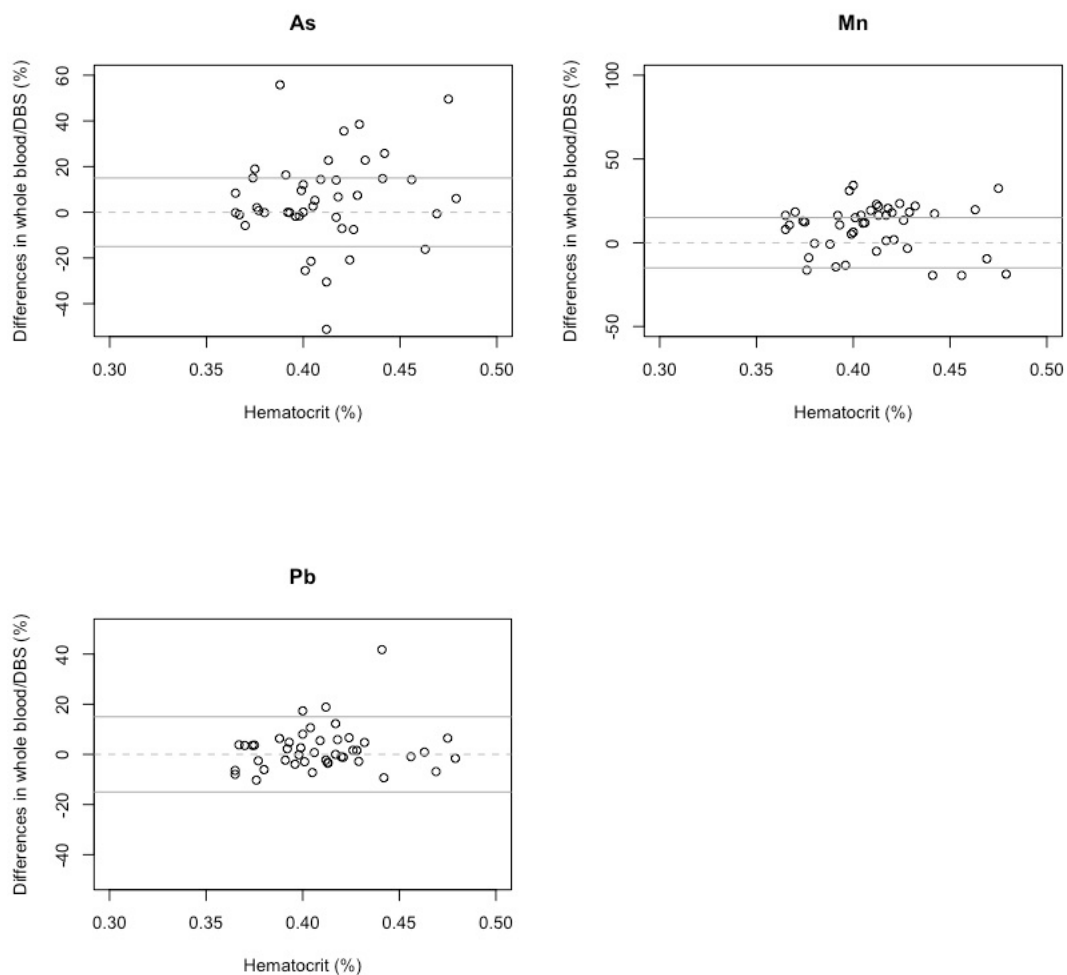 As
Differences in whole blood/DBS (%)
60
40
20
0
-20
-40
0.30 0.35 0.40 0.45 0.50
Hematocrit (%)
Mn
Differences in whole blood/DBS (%)
100
50
0
-50
0.30 0.35 0.40 0.45 0.50
Hematocrit (%)
Pb
Differences in whole blood/DBS (%)
40
20
0
-20
-40
0.30 0.35 0.40 0.45 0.50
Hematocrit (%)